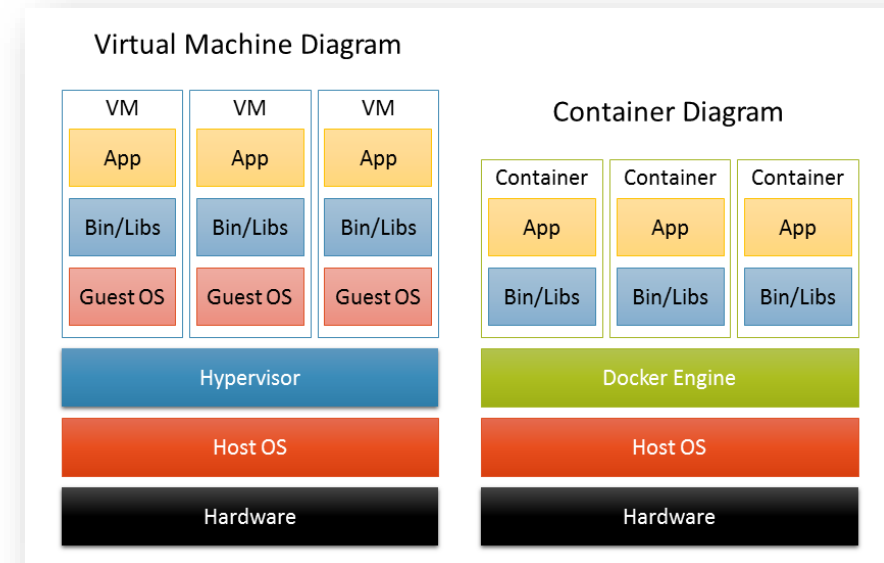 Virtual Machine Diagram
VM VM VM
App App App
Bin/Libs Bin/Libs Bin/Libs
Guest OS Guest OS Guest OS
Hypervisor
Host OS
Hardware
Container Diagram
Container Container Container
App App App
Bin/Libs Bin/Libs Bin/Libs
Docker Engine
Host OS
Hardware